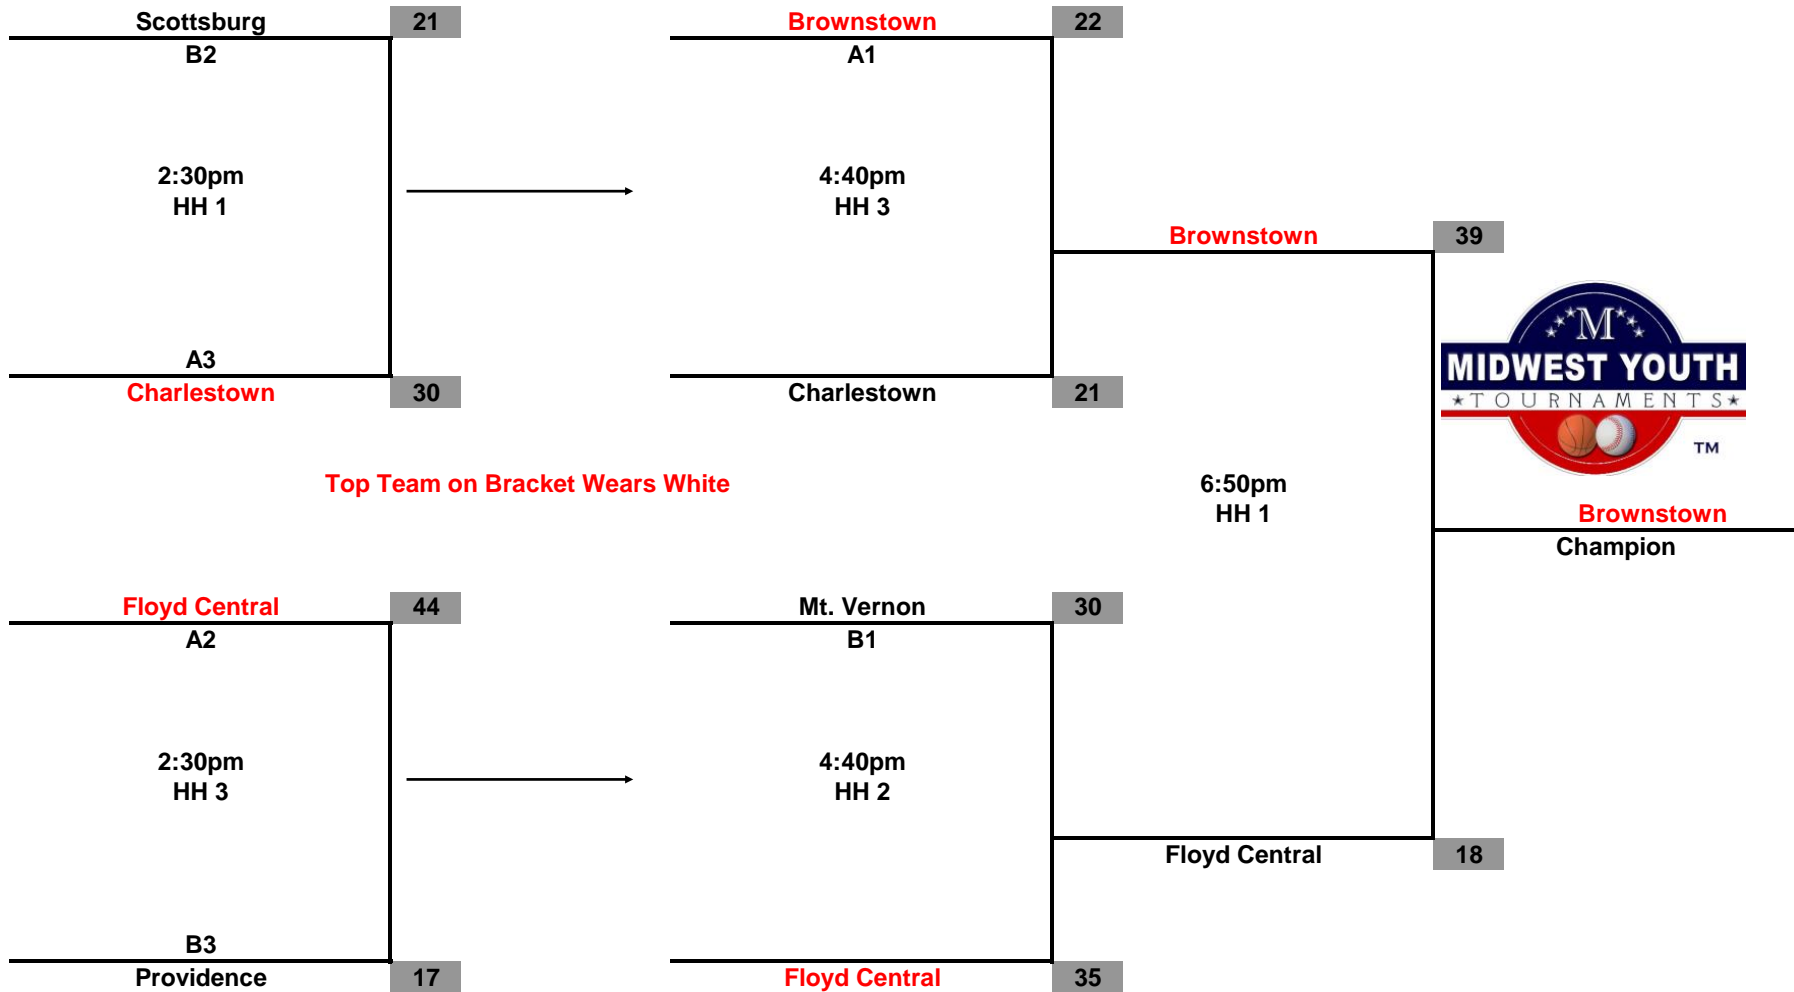 Scottsburg 21
B2
2:30pm
HH 1
A3
Charlestown 30
Brownstown 22
A1
4:40pm
HH 3
Charlestown 21
Brownstown 39
M
MIDWEST YOUTH
TOURNAMENTS
TM
Top Team on Bracket Wears White
6:50pm
HH 1
Brownstown
Champion
Floyd Central 44
A2
2:30pm
HH 3
B3
Providence 17
Mt. Vernon 30
B1
4:40pm
HH 2
Floyd Central 35
Floyd Central 18